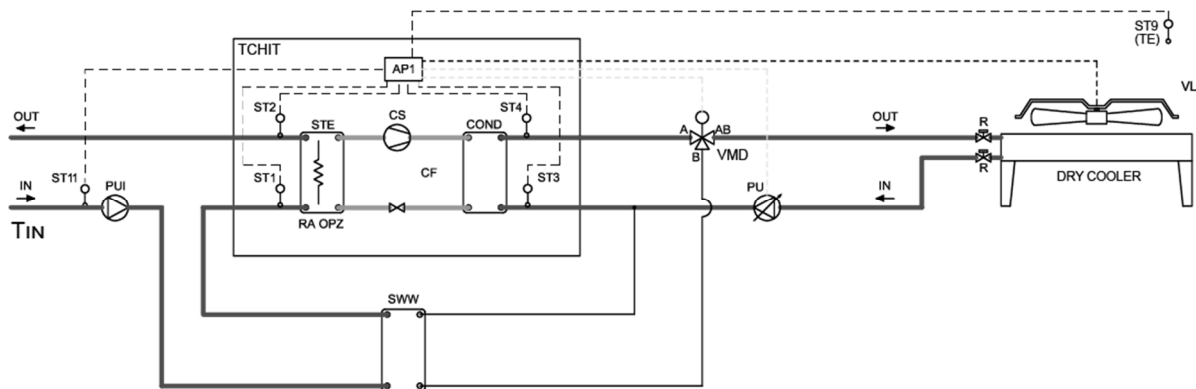 ST9
(TE)
TCHIT
AP1
VL
ST2
ST4
OUT
STE
CS
COND
A
AB
OUT
R
B
VMD
CF
IN
ST11
PUI
ST1
ST3
PU
IN
R
DRY COOLER
TIN
RA OPZ
SWW